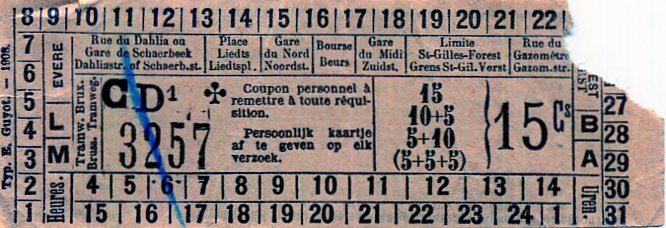 8 9 10 11 12 13 14 15 16 17 18 19 20 21 22
7 6 5 4 3 2 1
Typ. E. Guyot. - 1908.
EVERE
L
M
Heures.
Rue du Dahlia ou
Gare de Schaerbeek
Dahliastr. of Schaerb. st.
Place
Liedts
Liedtspl.
Gare
du Nord
Noordst.
Bourse
Beurs
Gare
du Midi
Zuidst.
Limite
St-Gilles-Forest
Grens St-Gil. Vorst
Rue du
Gazomètre
Gazom. str.
Tramw. Brux.
Bruss. Tramweg.
CD1 ♣
3257
Coupon personnel à
remettre à toute réqui-
sition.
Persoonlijk kaartje
af te geven op elk
verzoek.
15
10+5
5+10
(5+5+5)
15 Cs
B
A
Uren.
27
28
29
30
31
4 5 6 7 8 9 10 11 12 13 14
15 16 17 18 19 20 21 22 23 24 1